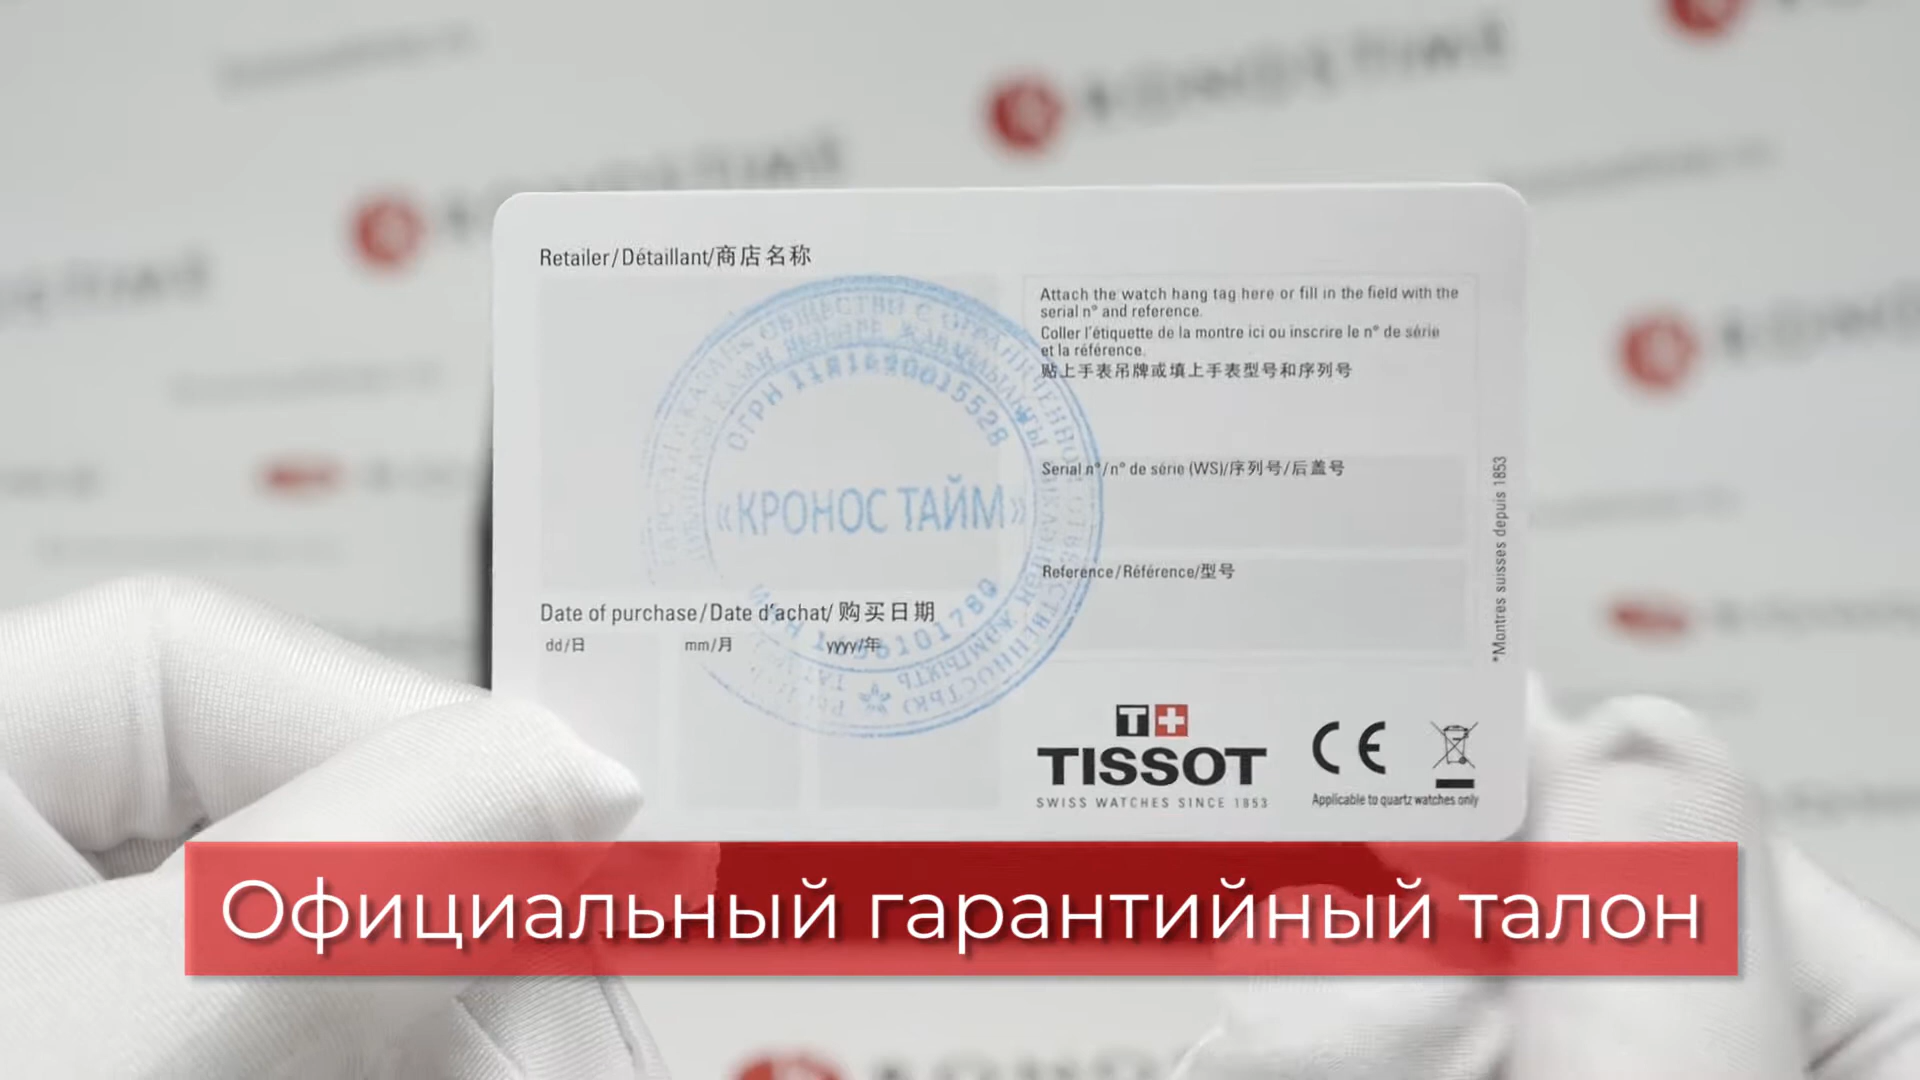 Retailer/Détaillant/商店名称
Attach the watch hang tag here or fill in the field with the
serial n° and reference.
Coller l'étiquette de la montre ici ou inscrire le n° de série
et la référence.
贴上手表吊牌或填上手表型号和序列号
«КРОНОС ТАЙМ»
Serial n°/n° de série (WS)/序列号/后盖号
Reference/Référence/型号
Date of purchase/Date d'achat/购买日期
dd/日 mm/月 yyyy/年
*Montres suisses depuis 1853
T+
TISSOT
SWISS WATCHES SINCE 1853
CE
Applicable to quartz watches only
Официальный гарантийный талон